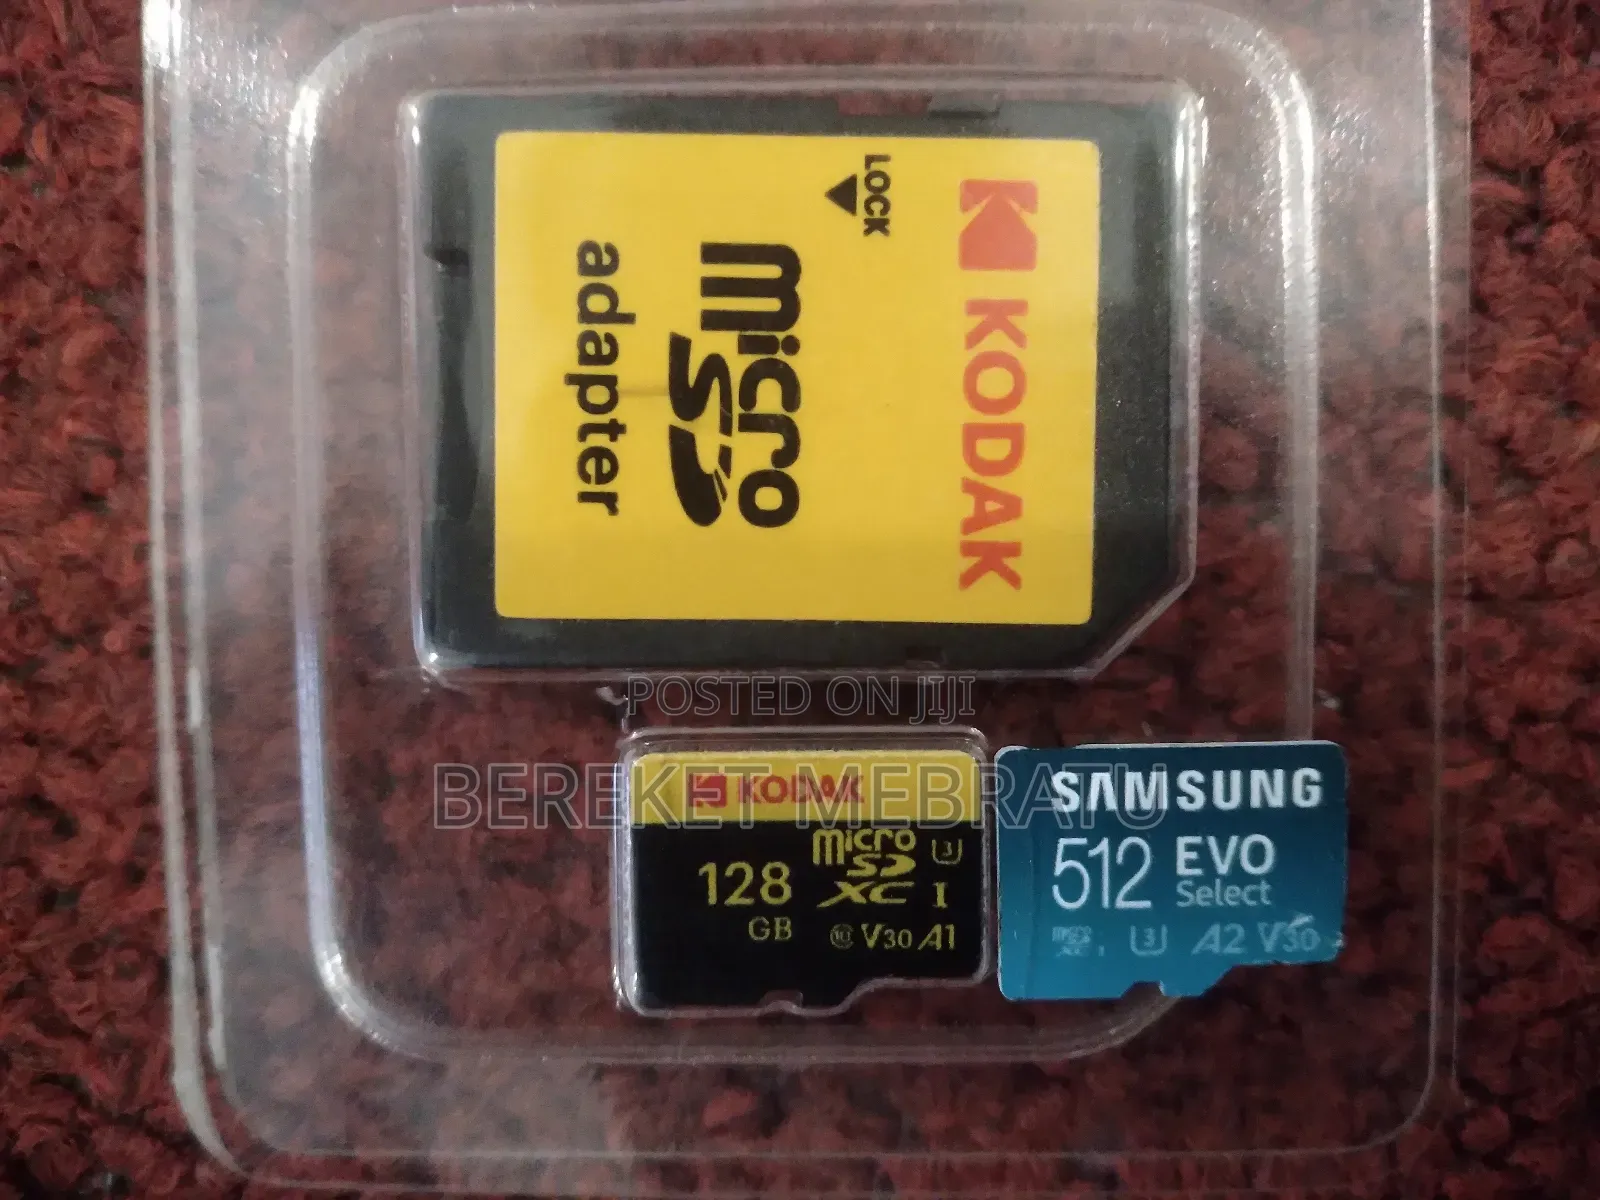 KODAK
LOCK
micro
SD
adapter
POSTED ON JIJI
BEREKET MEBRATU
KODAK
128
GB
micro
SD
XC I
U3
10 V30 A1
SAMSUNG
512 EVO
Select
micro
SD
XC I U3 A2 V30